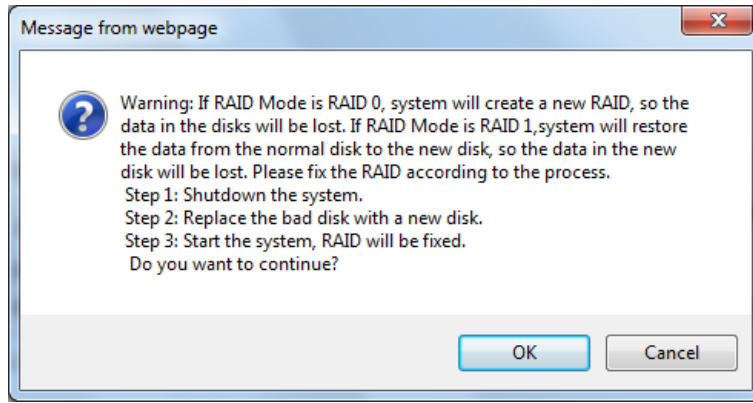 Message from webpage
Warning: If RAID Mode is RAID 0, system will create a new RAID, so the
data in the disks will be lost. If RAID Mode is RAID 1,system will restore
the data from the normal disk to the new disk, so the data in the new
disk will be lost. Please fix the RAID according to the process.
Step 1: Shutdown the system.
Step 2: Replace the bad disk with a new disk.
Step 3: Start the system, RAID will be fixed.
Do you want to continue?
OK
Cancel